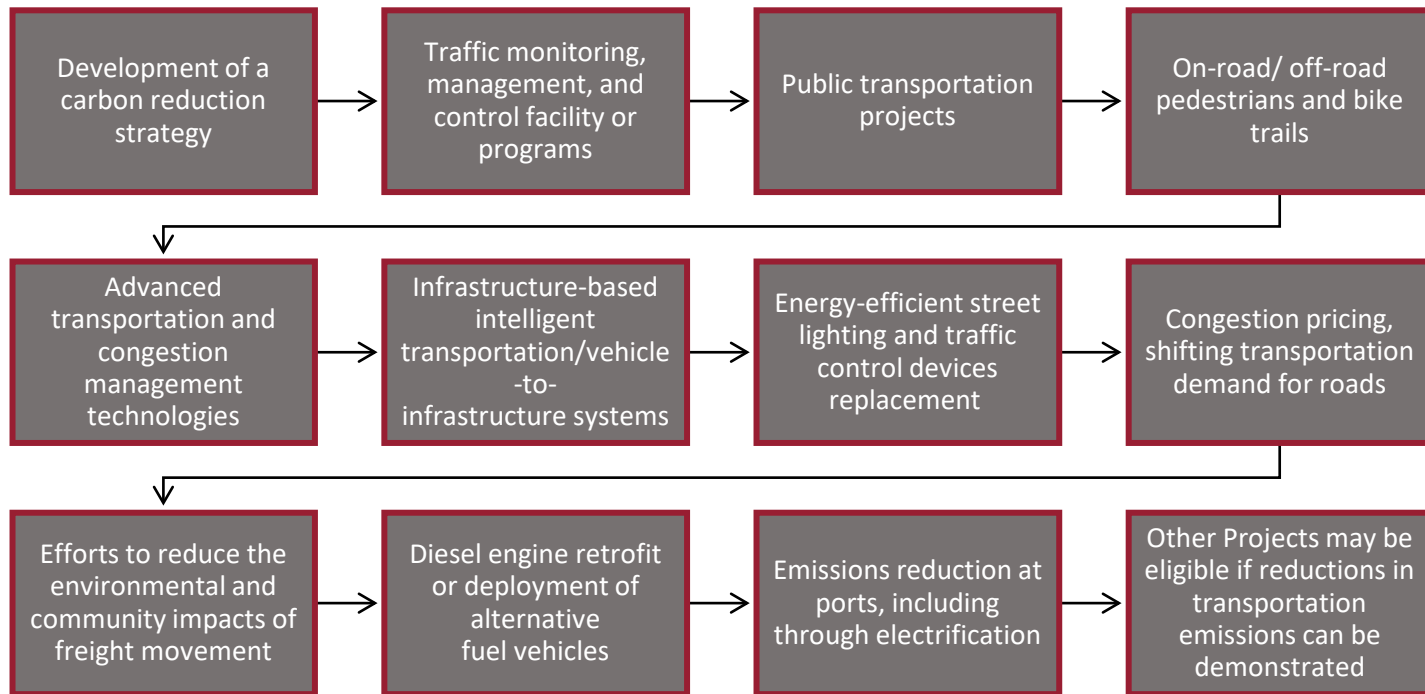 Development of a
carbon reduction
strategy
Traffic monitoring,
management, and
control facility or
programs
Public transportation
projects
On-road/ off-road
pedestrians and bike
trails
Advanced
transportation and
congestion
management
technologies
Infrastructure-based
intelligent
transportation/vehicle
-to-
infrastructure systems
Energy-efficient street
lighting and traffic
control devices
replacement
Congestion pricing,
shifting transportation
demand for roads
Efforts to reduce the
environmental and
community impacts of
freight movement
Diesel engine retrofit
or deployment of
alternative
fuel vehicles
Emissions reduction at
ports, including
through electrification
Other Projects may be
eligible if reductions in
transportation
emissions can be
demonstrated